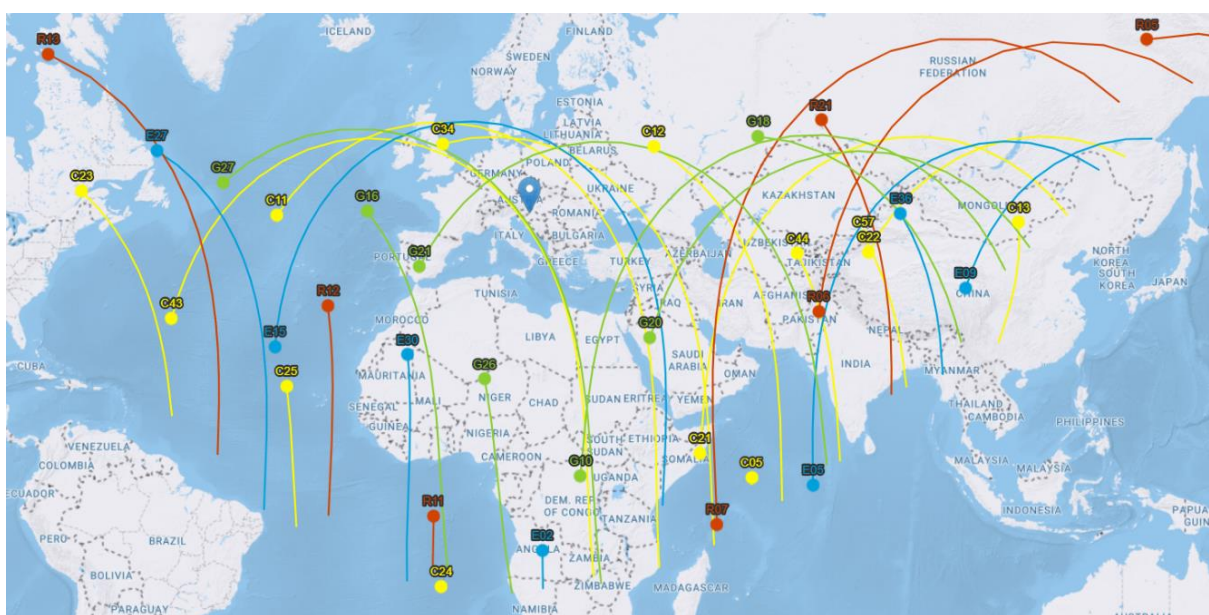 ICELAND
FINLAND
R05
R13
SWEDEN
NORWAY
RUSSIAN
FEDERATION
ESTONIA
R21
LATVIA
LITHUANIA
E27
C34
G18
C12
BELARUS
POLAND
GERMANY
C23
G27
UKRAINE
KAZAKHSTAN
AUSTRIA
C11
G16
E36
C13
MONGOLIA
ROMANIA
C57
ITALY
BULGARIA
C22
C44
UZBEKISTAN
G21
PORTUGAL
GREECE
TURKEY
AZERBAIJAN
TAJIKISTAN
NORTH
KOREA
SOUTH
KOREA
JAPAN
E09
CHINA
SYRIA
R12
TUNISIA
IRAQ
IRAN
AFGHANISTAN
R06
C43
MOROCCO
PAKISTAN
G20
E15
LIBYA
EGYPT
NEPAL
E30
SAUDI
ARABIA
INDIA
CUBA
C25
MAURITANIA
G26
OMAN
MYANMAR
MALI
NIGER
CHAD
SUDAN
ERITREA
YEMEN
SENEGAL
THAILAND
GUINEA
CAMBODIA
PHILIPPINES
NIGERIA
SOUTH
SUDAN
ETHIOPIA
C21
VENEZUELA
CAMEROON
SOMALIA
MALAYSIA
COLOMBIA
G10
C05
E05
UGANDA
MALAYSIA
ECUADOR
DEM. REP.
OF CONGO
R11
R07
INDONESIA
PAPUA
TANZANIA
PERU
BRAZIL
E02
ANGOLA
ZAMBIA
BOLIVIA
C24
ZIMBABWE
MADAGASCAR
PARAGUAY
NAMIBIA